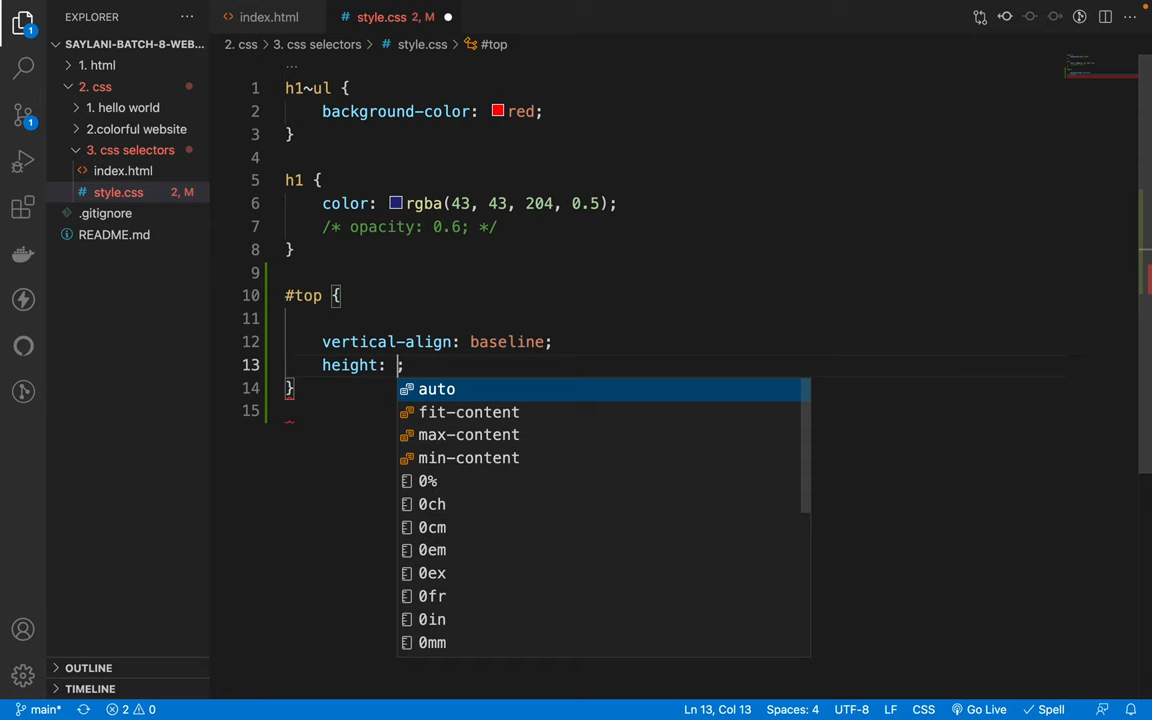 EXPLORER
index.html
# style.css 2, M
SAYLANI-BATCH-8-WEB...
2. css > 3. css selectors > # style.css > #top
1. html
2. css
1. hello world
2.colorful website
3. css selectors
index.html
# style.css 2, M
.gitignore
README.md
...
1 h1~ul {
2 background-color: red;
3 }
4
5 h1 {
6 color: rgba(43, 43, 204, 0.5);
7 /* opacity: 0.6; */
8 }
9
10 #top {
11
12 vertical-align: baseline;
13 height: ;
14 }
15
auto
fit-content
max-content
min-content
0%
0ch
0cm
0em
0ex
0fr
0in
0mm
1
1
OUTLINE
TIMELINE
main* 2 0 Ln 13, Col 13 Spaces: 4 UTF-8 LF CSS Go Live Spell